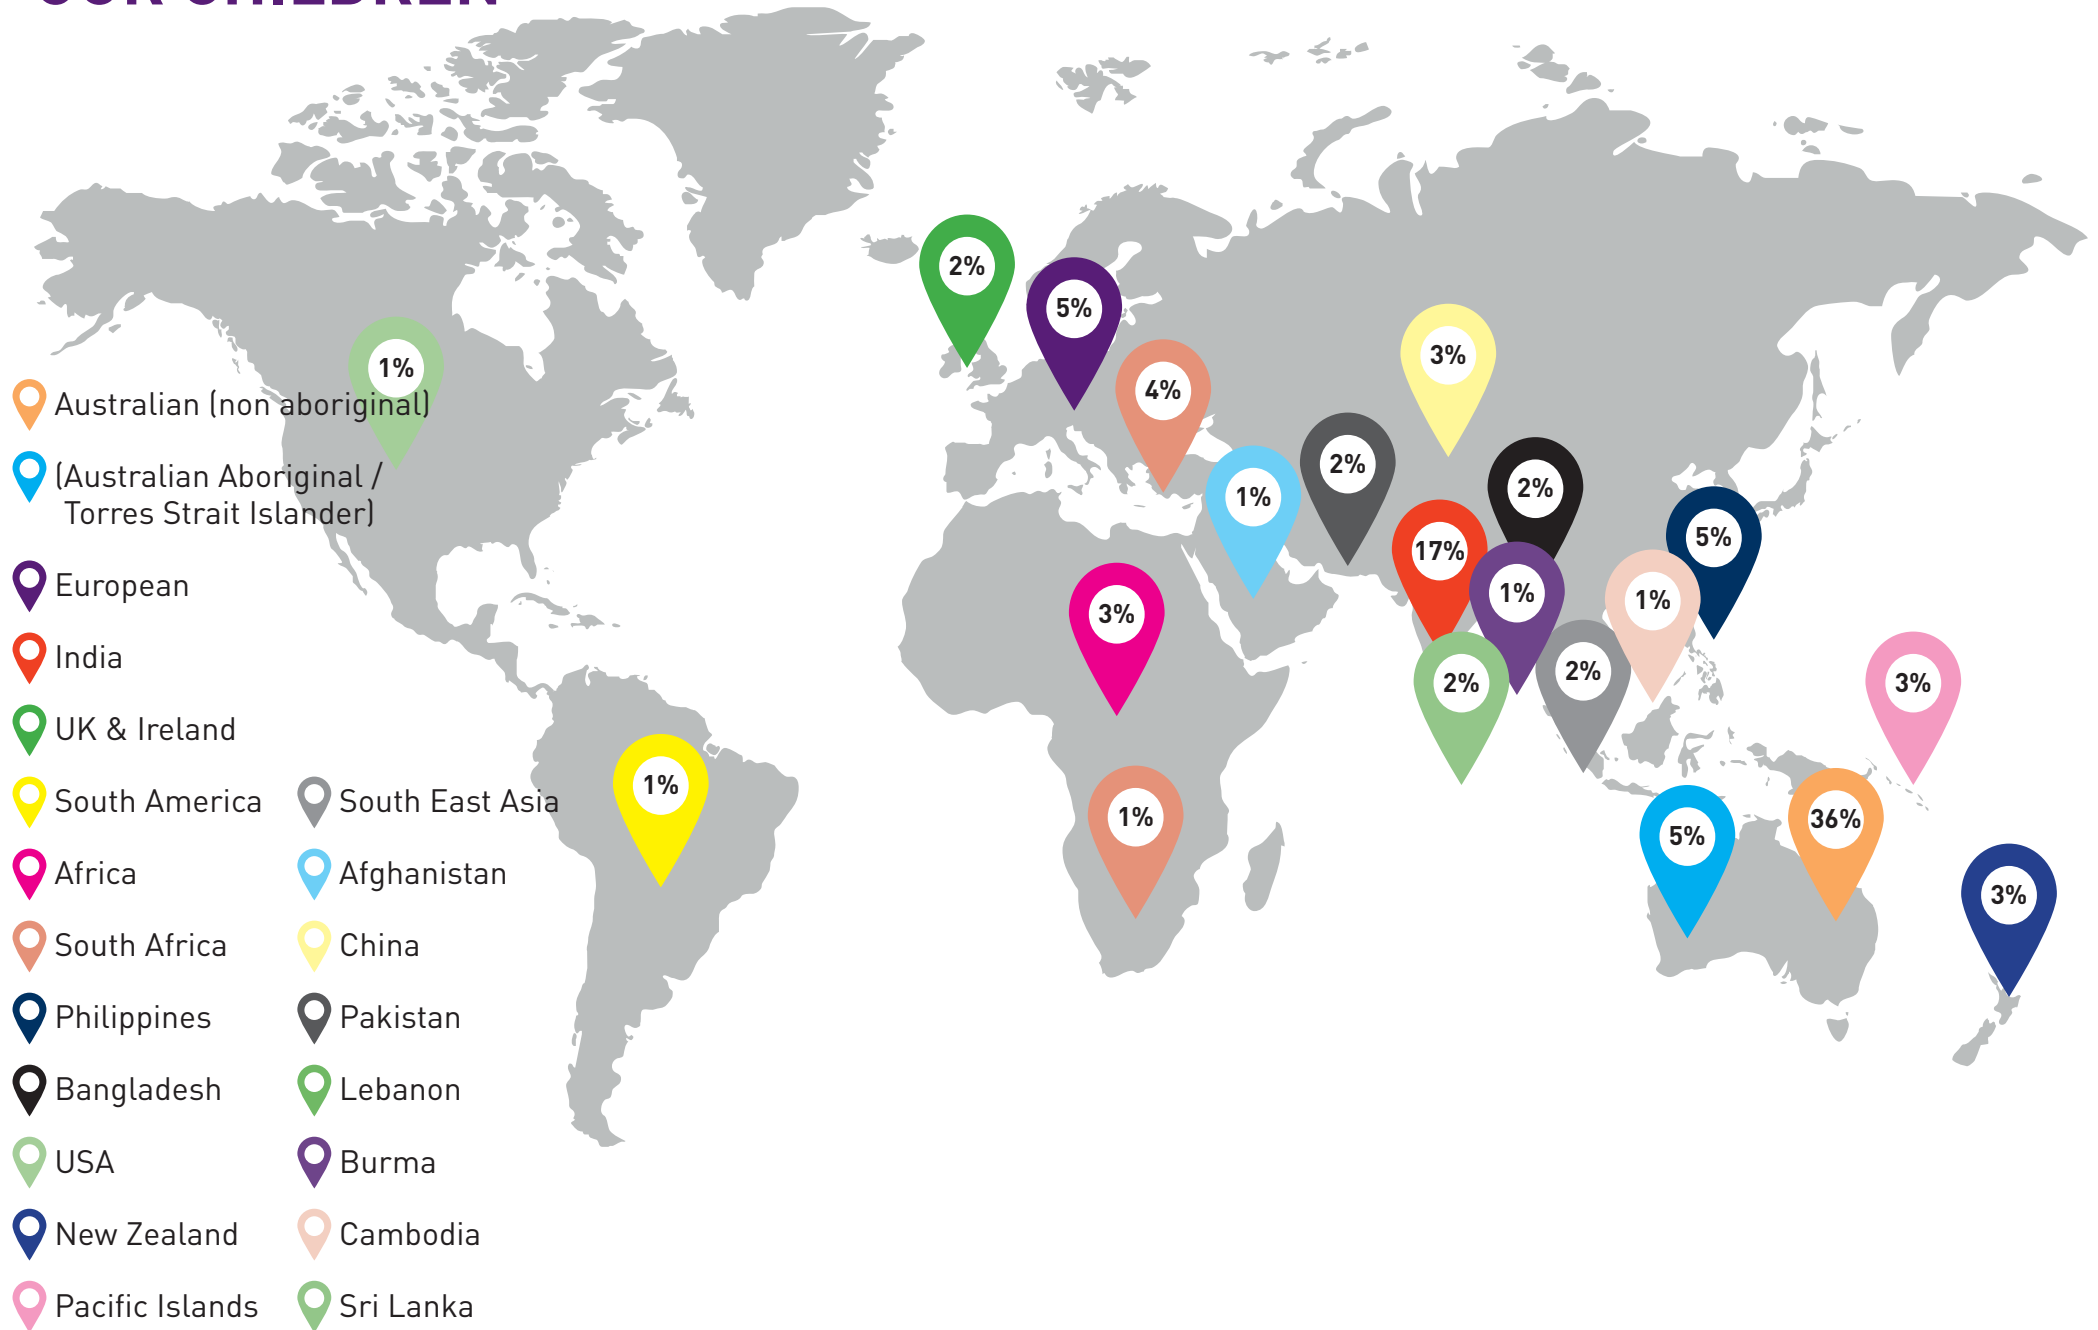 OUR CHILDREN
2%
5%
1%
4%
3%
2%
1%
2%
17%
5%
1%
1%
3%
2%
2%
3%
1%
1%
5%
36%
3%
Australian (non aboriginal)
(Australian Aboriginal /
Torres Strait Islander)
European
India
UK & Ireland
South America
Africa
South Africa
Philippines
Bangladesh
USA
New Zealand
Pacific Islands
South East Asia
Afghanistan
China
Pakistan
Lebanon
Burma
Cambodia
Sri Lanka